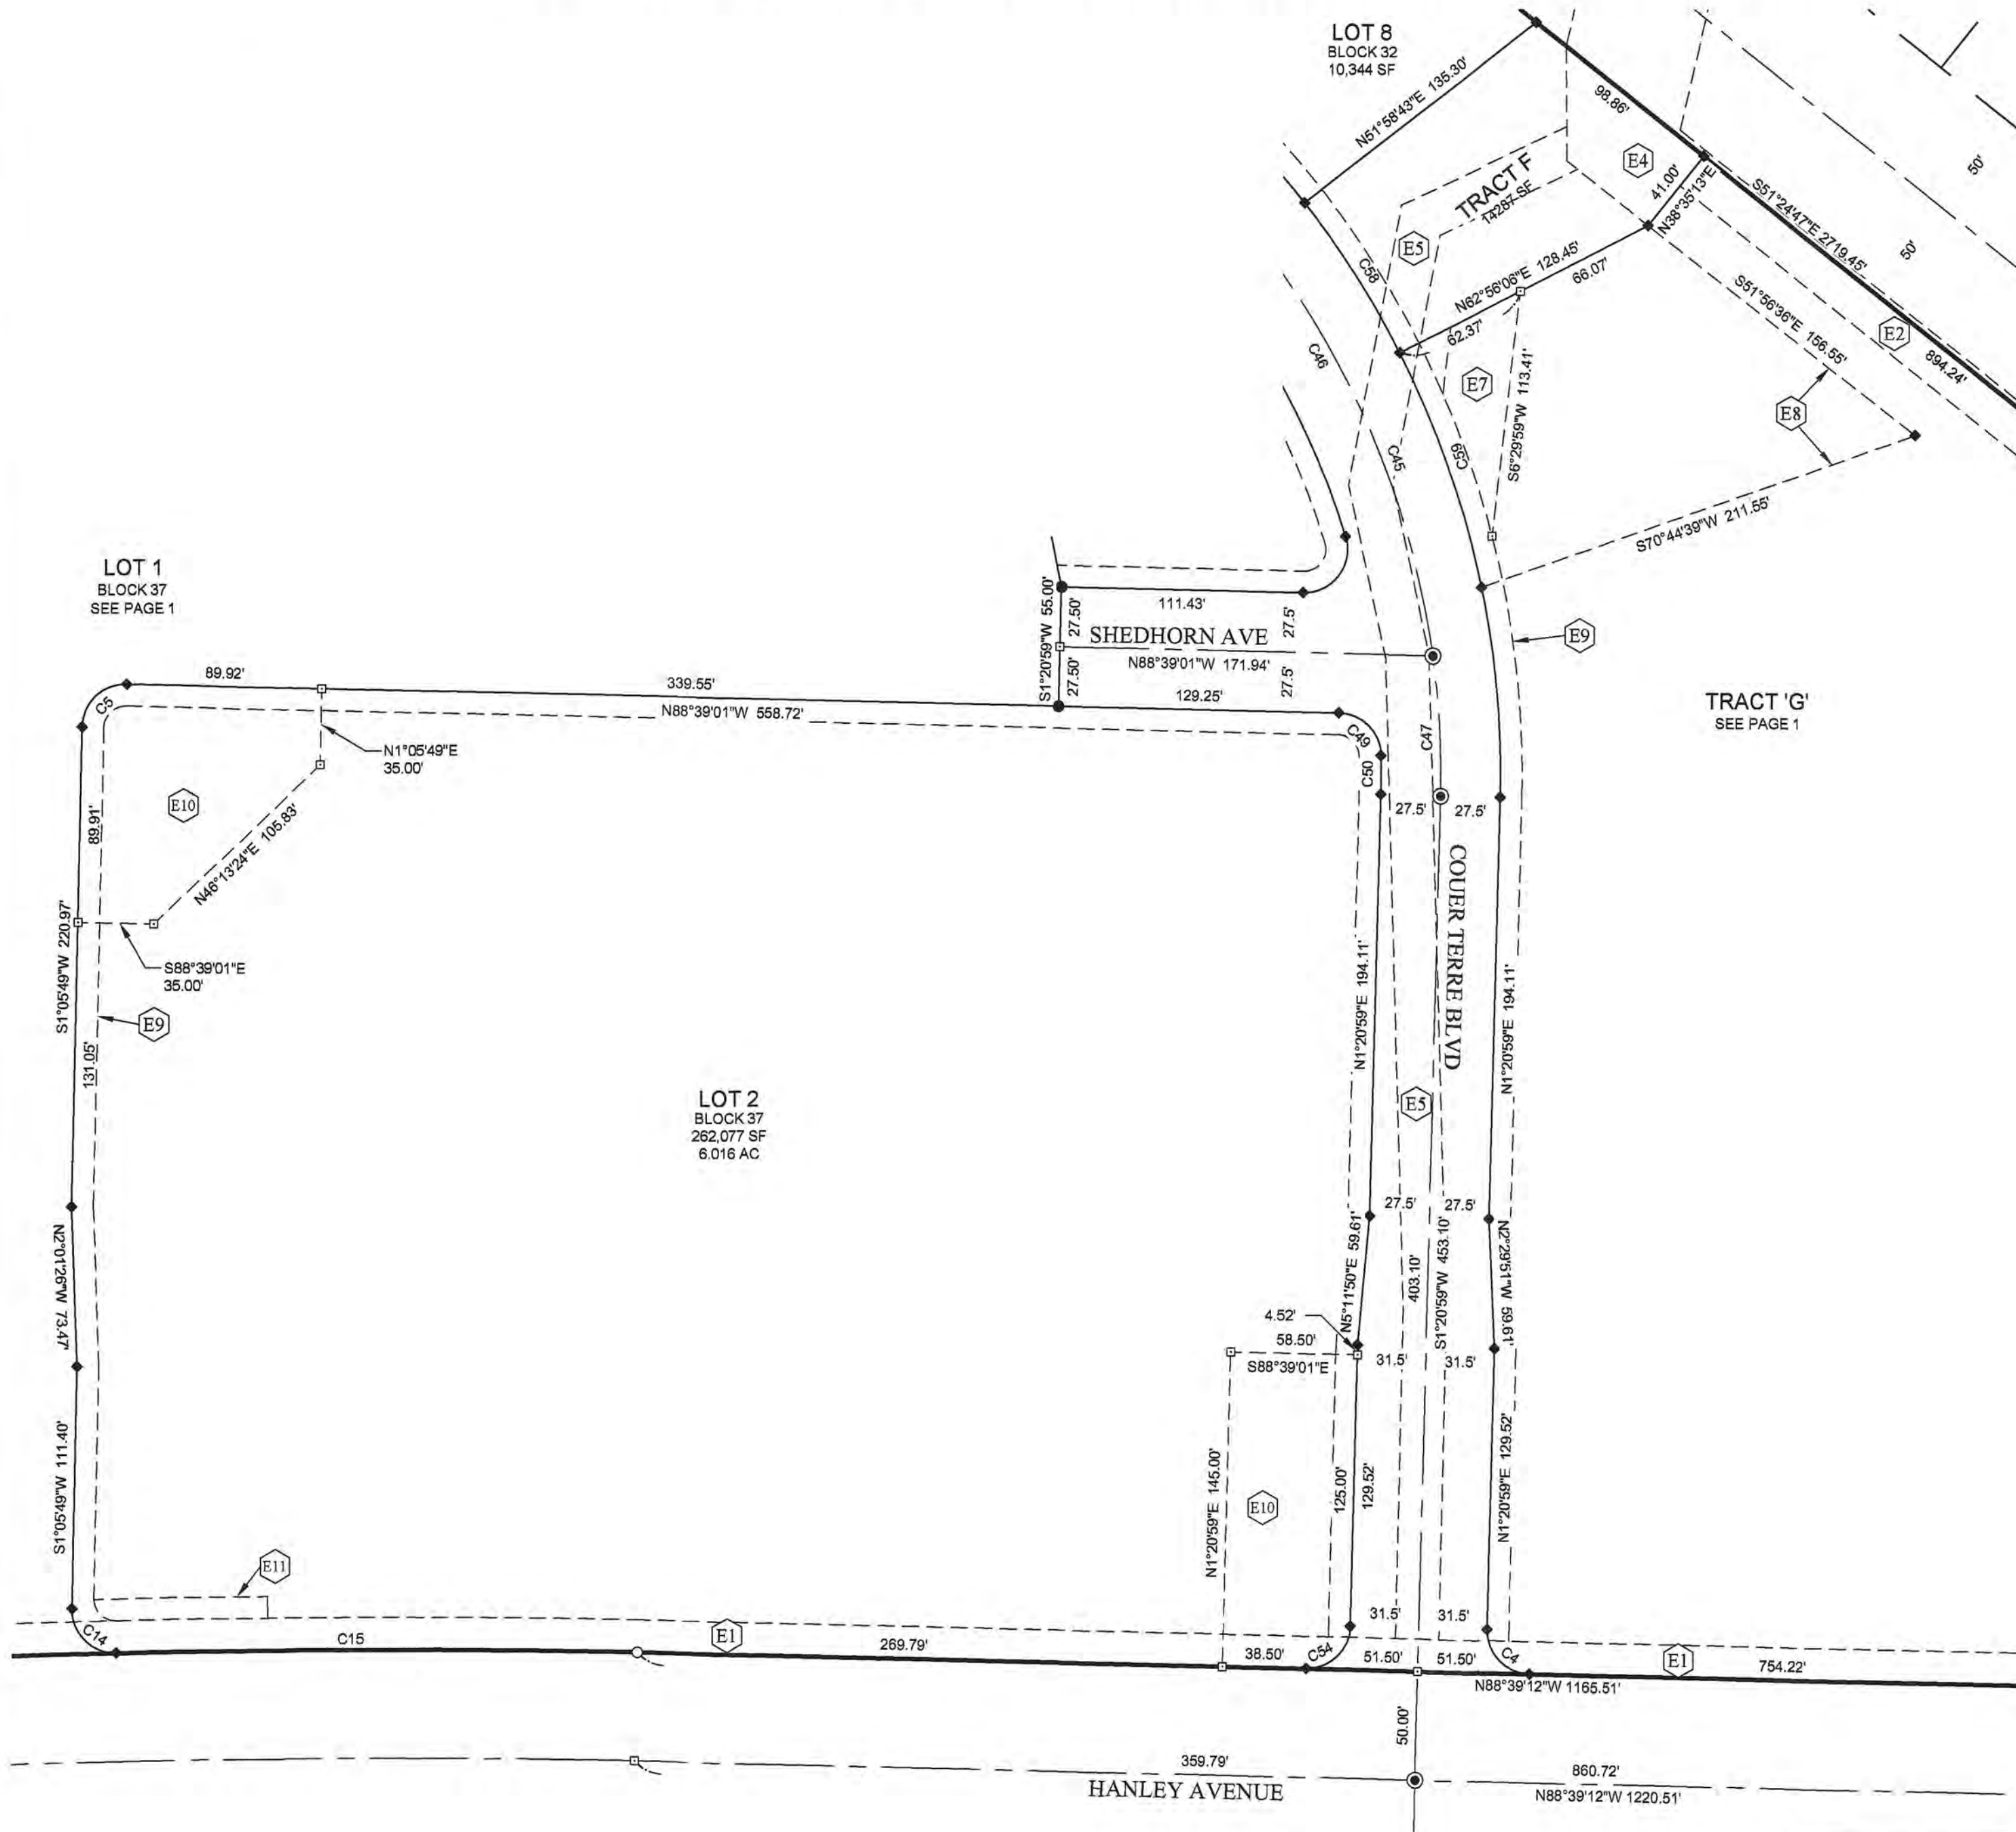 LOT 8
BLOCK 32
10,344 SF
N51°58'43"E 135.30'
98.86'
E4
41.00'
N38°35'13"E
TRACT F
14287 SF
E5
C58
S51°24'47"E 2719.45'
50'
50'
N62°56'06"E 128.45'
66.07'
62.37'
S51°56'36"E 156.55'
E2
894.24'
C46
E7
S6°29'59"W 113.41'
E8
C45
C59
S70°44'39"W 211.55'
LOT 1
BLOCK 37
SEE PAGE 1
S1°20'59"W 55.00'
27.50'
27.50'
111.43'
27.5'
SHEDHORN AVE
N88°39'01"W 171.94'
27.5'
129.25'
E9
89.92'
339.55'
N88°39'01"W 558.72'
C5
TRACT 'G'
SEE PAGE 1
C49
C50
C47
N1°05'49"E
35.00'
E10
89.91'
N46°13'24"E 105.83'
27.5'
27.5'
COUER TERRE BLVD
S1°05'49"W 220.97'
S88°39'01"E
35.00'
E9
131.05'
N1°20'59"E 194.11'
N1°20'59"E 194.11'
LOT 2
BLOCK 37
262,077 SF
6.016 AC
E5
27.5'
27.5'
N2°01'26"W 73.47'
N5°11'50"E 59.61'
403.10'
S1°20'59"W 453.10'
N2°29'51"W 59.61'
4.52'
58.50'
S88°39'01"E
31.5'
31.5'
S1°05'49"W 111.40'
N1°20'59"E 145.00'
E10
125.00'
129.52'
N1°20'59"E 129.52'
E11
31.5'
31.5'
C14
C15
E1
269.79'
38.50'
C54
51.50'
51.50'
C4
E1
754.22'
N88°39'12"W 1165.51'
50.00'
359.79'
HANLEY AVENUE
860.72'
N88°39'12"W 1220.51'